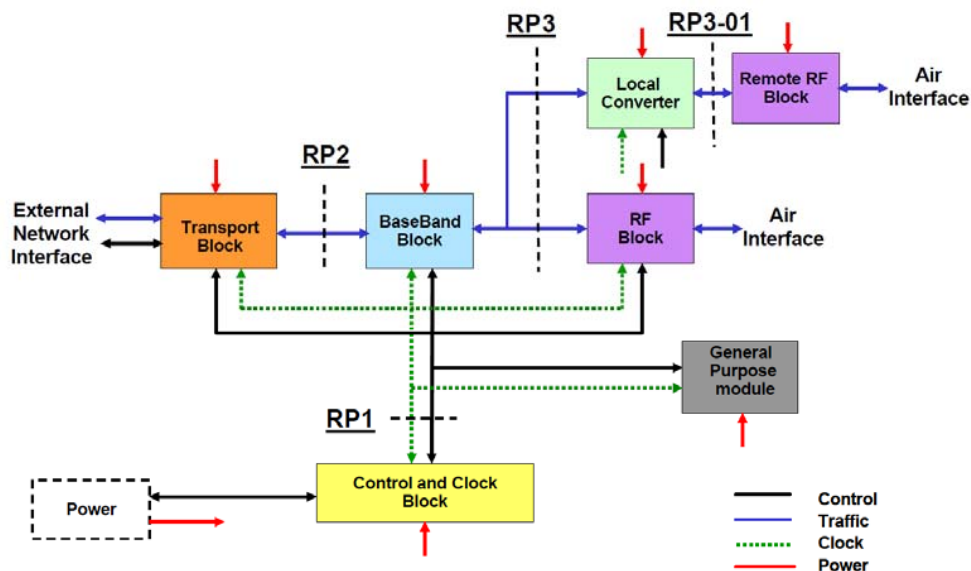 RP3
RP3-01
Local
Converter
Remote RF
Block
Air
Interface
RP2
External
Network
Interface
Transport
Block
BaseBand
Block
RF
Block
Air
Interface
General
Purpose
module
RP1
Control and Clock
Block
Power
Control
Traffic
Clock
Power